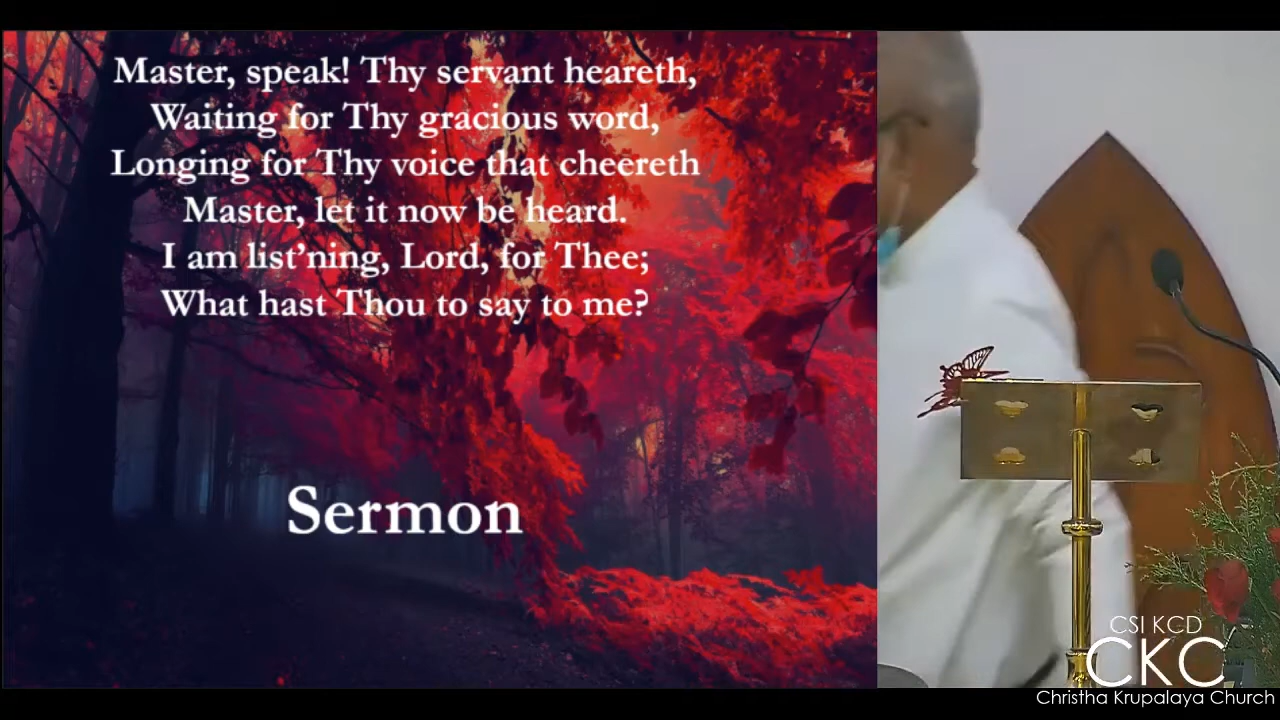 Master, speak! Thy servant heareth,
Waiting for Thy gracious word,
Longing for Thy voice that cheereth
Master, let it now be heard.
I am list’ning, Lord, for Thee;
What hast Thou to say to me?
Sermon
CSI KCD
CKC
Christha Krupalaya Church